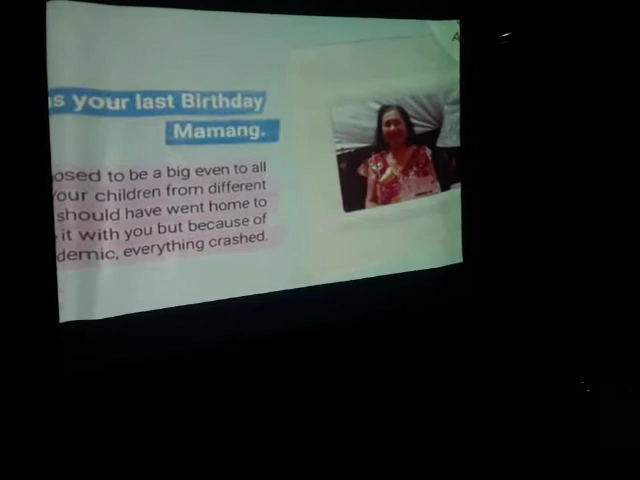 s your last Birthday
Mamang.
osed to be a big even to all
our children from different
should have went home to
it with you but because of
demic, everything crashed.
A